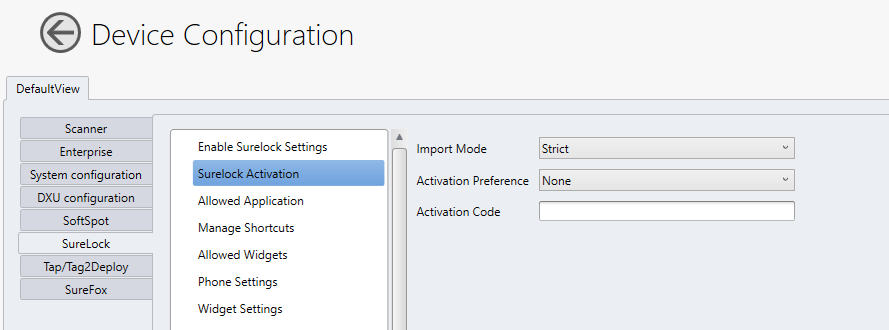 Device Configuration
DefaultView
Scanner
Enterprise
System configuration
DXU configuration
SoftSpot
SureLock
Tap/Tag2Deploy
SureFox
Enable Surelock Settings
Surelock Activation
Allowed Application
Manage Shortcuts
Allowed Widgets
Phone Settings
Widget Settings
Import Mode Strict
Activation Preference None
Activation Code